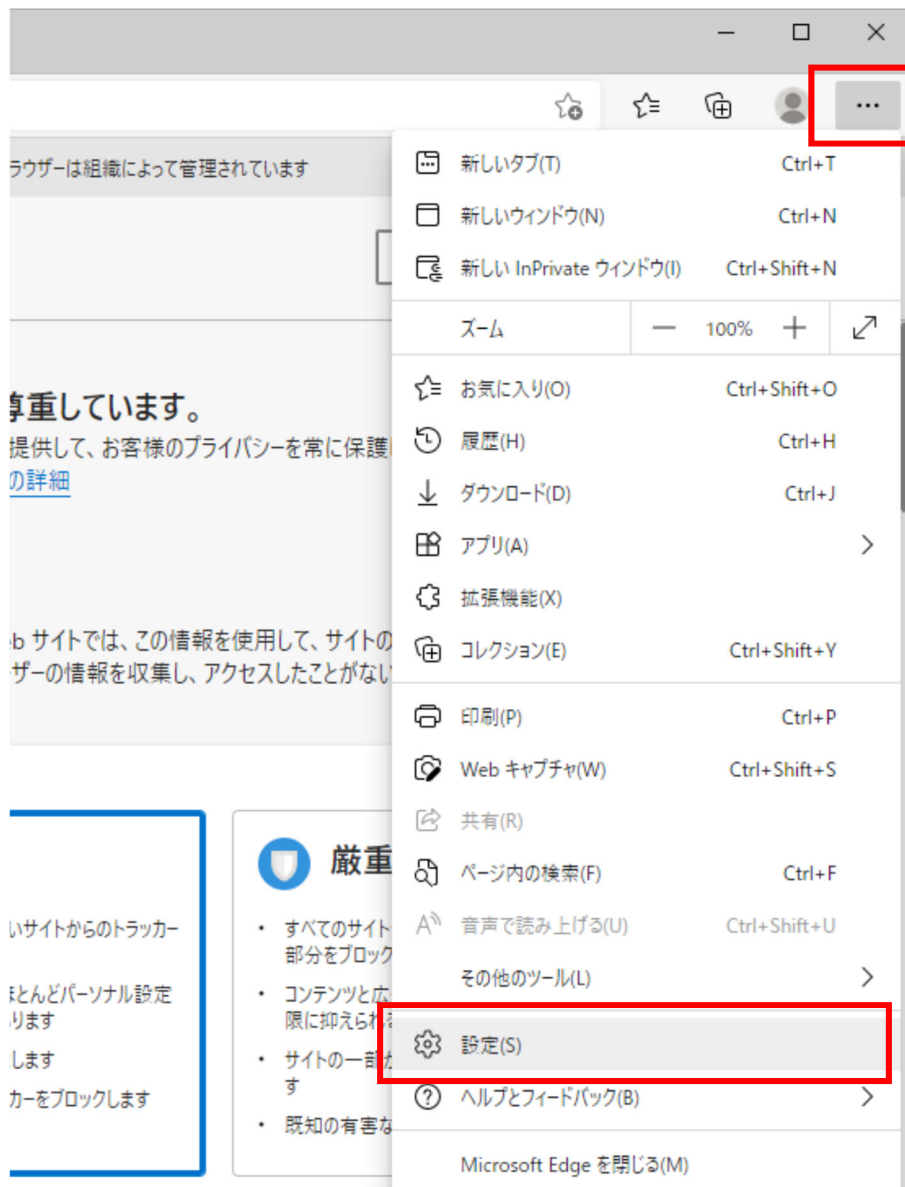 ラウザーは組織によって管理されています
新しいタブ(T) Ctrl+T
新しいウィンドウ(N) Ctrl+N
新しい InPrivate ウィンドウ(I) Ctrl+Shift+N
ズーム — 100% +
お気に入り(O) Ctrl+Shift+O
履歴(H) Ctrl+H
ダウンロード(D) Ctrl+J
アプリ(A)
拡張機能(X)
コレクション(E) Ctrl+Shift+Y
印刷(P) Ctrl+P
Web キャプチャ(W) Ctrl+Shift+S
共有(R)
ページ内の検索(F) Ctrl+F
音声で読み上げる(U) Ctrl+Shift+U
その他のツール(L)
設定(S)
ヘルプとフィードバック(B)
Microsoft Edge を閉じる(M)
尊重しています。
提供して、お客様のプライバシーを常に保護
の詳細
eb サイトでは、この情報を使用して、サイトの
ーザーの情報を収集し、アクセスしたことがない
いサイトからのトラッカー
ほとんどパーソナル設定
ります
します
カーをブロックします
厳重
• すべてのサイト
部分をブロック
• コンテンツと広
限に抑えられ
• サイトの一部が
す
• 既知の有害な